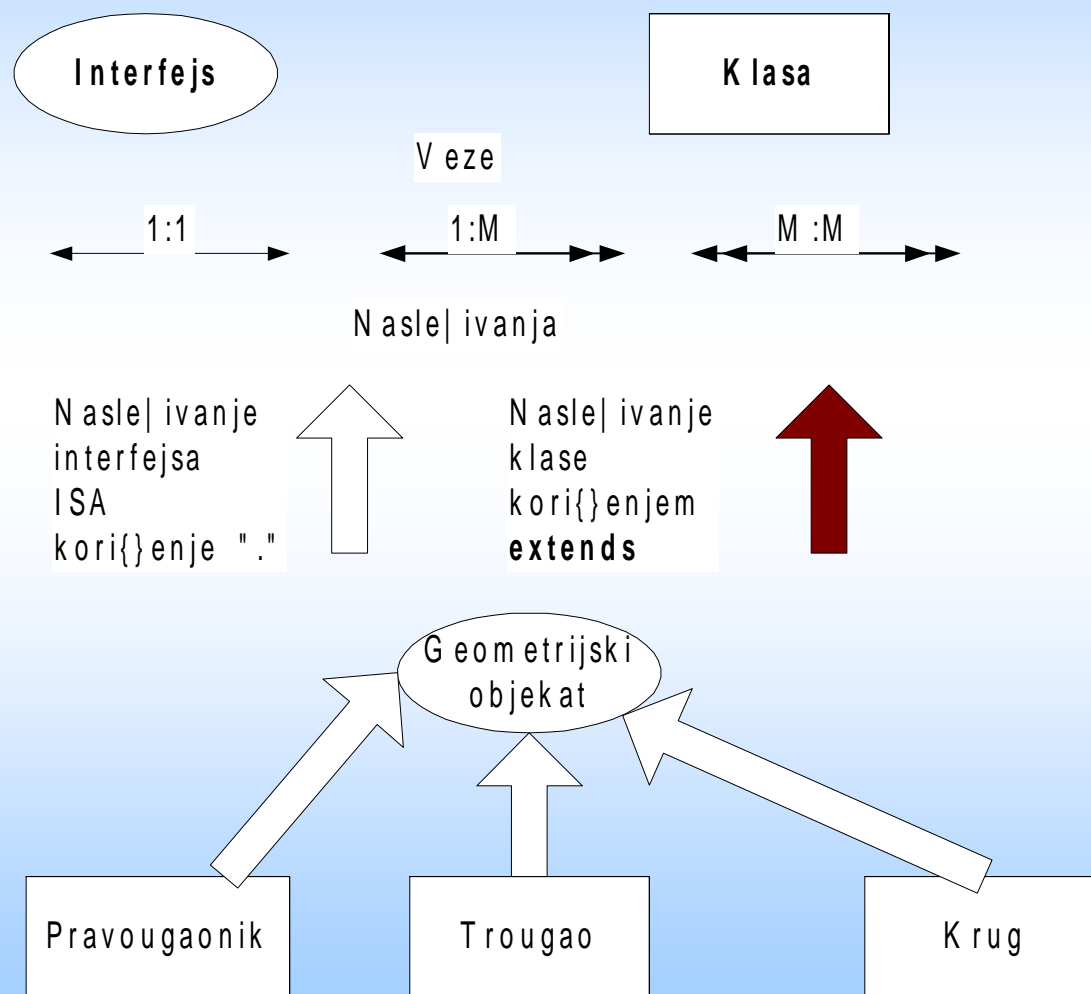 Interfejs
Klasa
Veze
1:1
1:M
M:M
Nasle|ivanja
Nasle|ivanje
interfejsa
ISA
kori{}enje "."
Nasle|ivanje
klase
kori{}enjem
extends
Geometrijski
objekat
Pravougaonik
Trougao
Krug